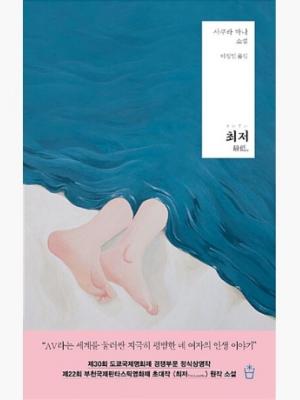 사쿠라 마나
소설
이정민 옮김
최저
最低。
"AV라는 세계를 둘러싼 지극히 평범한 네 여자의 인생 이야기"
제30회 도쿄국제영화제 경쟁부문 정식상영작
제22회 부천국제판타스틱영화제 초대작 〈최저
〉 원작 소설